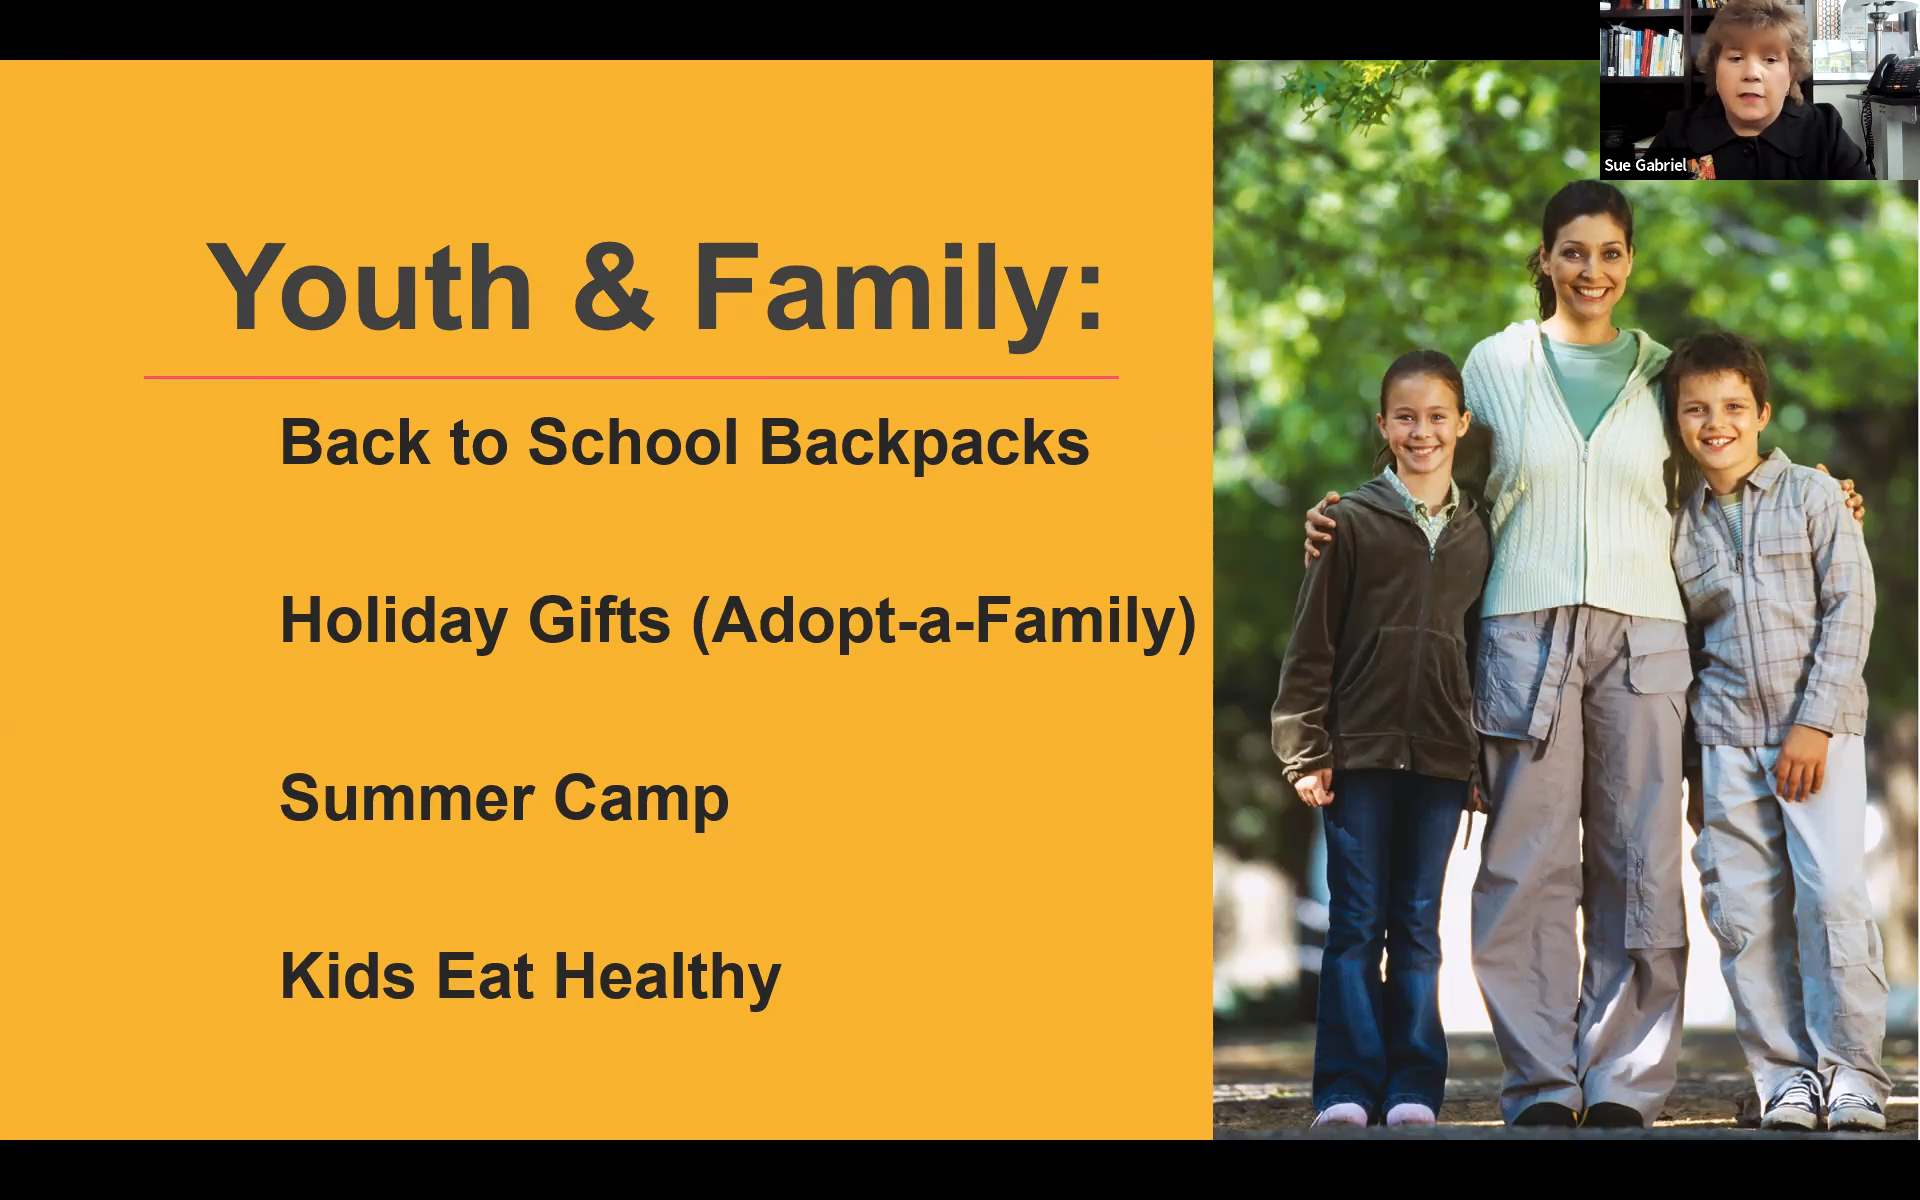 Sue Gabriel
Youth & Family:
Back to School Backpacks
Holiday Gifts (Adopt-a-Family)
Summer Camp
Kids Eat Healthy